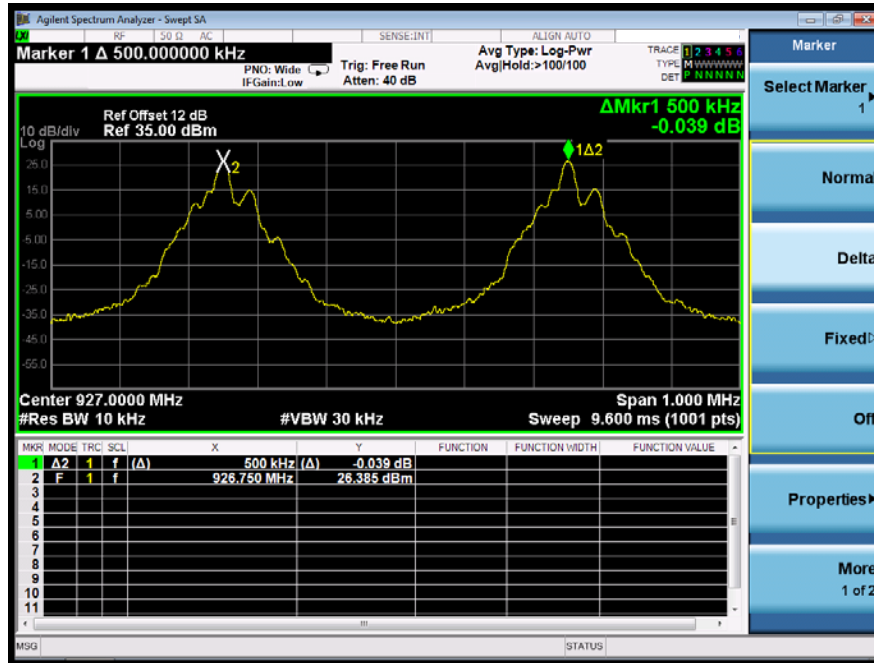 Agilent Spectrum Analyzer - Swept SA
LXI RF 50 Ω AC SENSE:INT ALIGN AUTO
Marker 1 Δ 500.000000 kHz
PNO: Wide
IFGain:Low
Trig: Free Run
Atten: 40 dB
Avg Type: Log-Pwr
Avg|Hold:>100/100
TRACE 1 2 3 4 5 6
TYPE M W W W W W
DET P N N N N N
ΔMkr1 500 kHz
-0.039 dB
Ref Offset 12 dB
10 dB/div Ref 35.00 dBm
Log
25.0
15.0
5.00
-5.00
-15.0
-25.0
-35.0
-45.0
-55.0
X2
1Δ2
Center 927.0000 MHz Span 1.000 MHz
#Res BW 10 kHz #VBW 30 kHz Sweep 9.600 ms (1001 pts)
MKR MODE TRC SCL X Y FUNCTION FUNCTION WIDTH FUNCTION VALUE
1 Δ2 1 f (Δ) 500 kHz (Δ) -0.039 dB
2 F 1 f 926.750 MHz 26.385 dBm
3
4
5
6
7
8
9
10
11
MSG STATUS
Marker
Select Marker
1
Normal
Delta
Fixed
Off
Properties
More
1 of 2